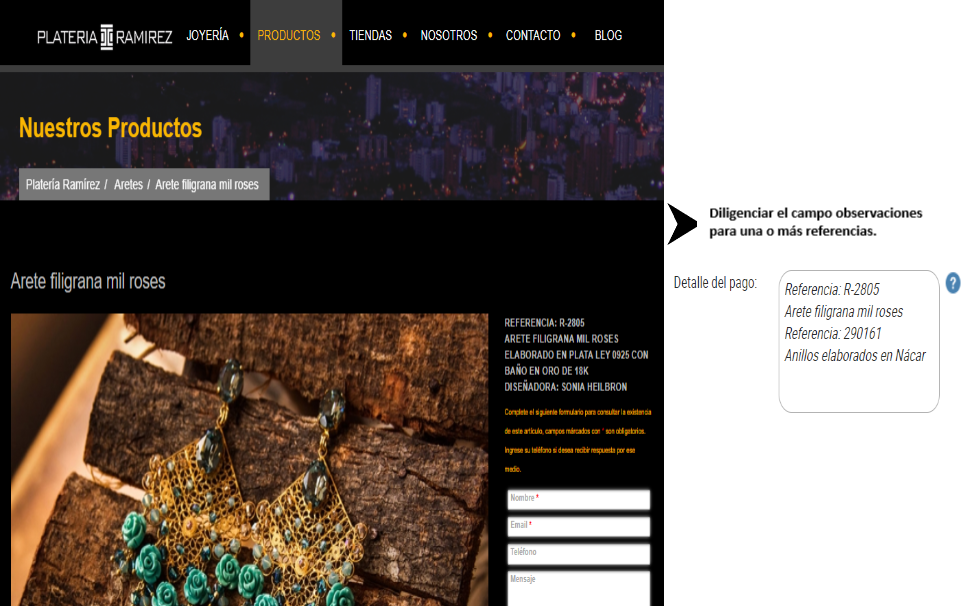 PLATERIA RAMIREZ JOYERÍA • PRODUCTOS • TIENDAS • NOSOTROS • CONTACTO • BLOG
Nuestros Productos
Platería Ramírez / Aretes / Arete filigrana mil roses
Arete filigrana mil roses
REFERENCIA: R-2805
ARETE FILIGRANA MIL ROSES
ELABORADO EN PLATA LEY 0925 CON
BAÑO EN ORO DE 18K
DISEÑADORA: SONIA HEILBRON
Complete el siguiente formulario para consultar la existencia
de este artículo, campos márcados con * son obligatorios.
Ingrese su teléfono si desea recibir respuesta por ese
medio.
Nombre *
Email *
Teléfono
Mensaje
Diligenciar el campo observaciones
para una o más referencias.
Detalle del pago:
Referencia: R-2805
Arete filigrana mil roses
Referencia: 290161
Anillos elaborados en Nácar
?